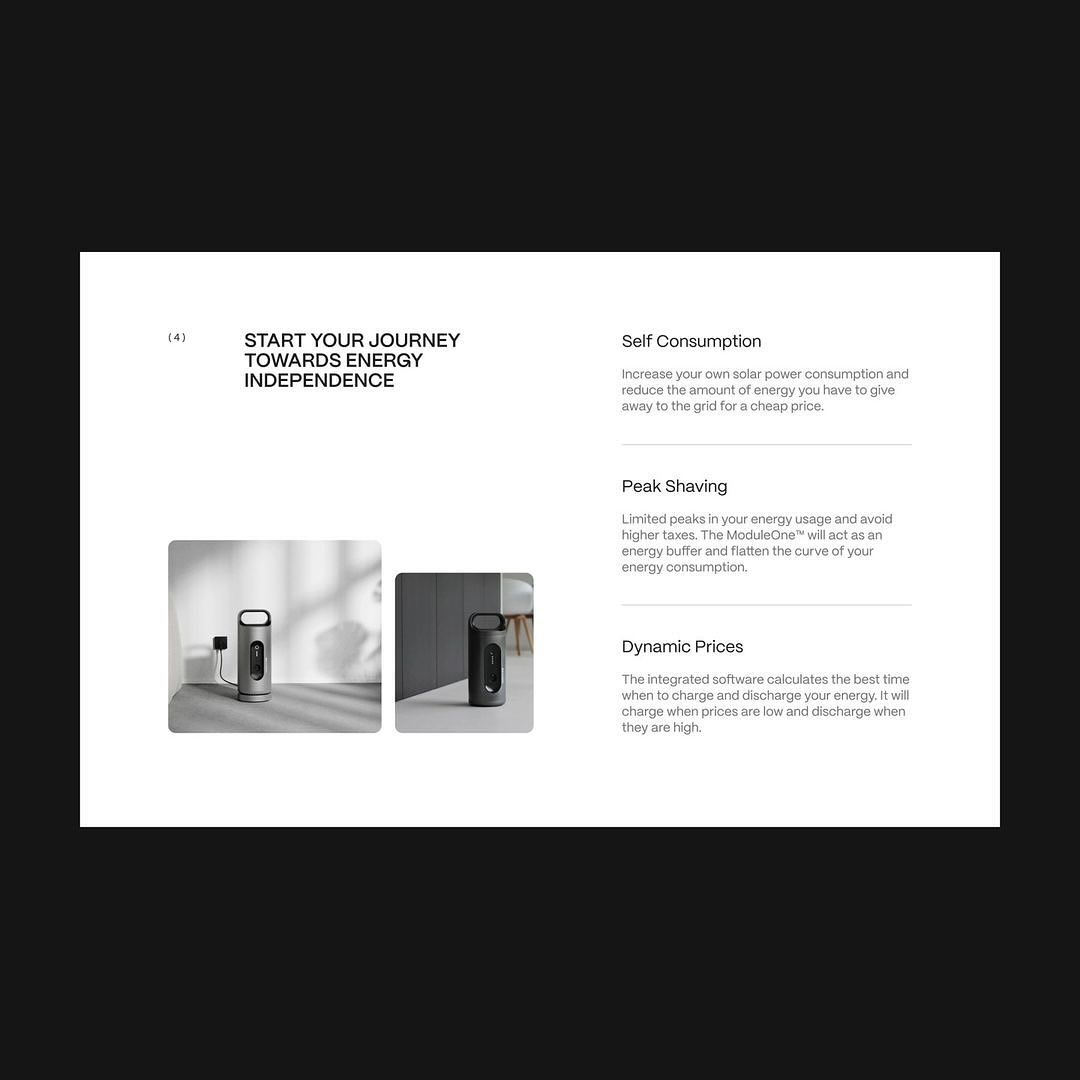 (4)
START YOUR JOURNEY
TOWARDS ENERGY
INDEPENDENCE
Self Consumption
Increase your own solar power consumption and
reduce the amount of energy you have to give
away to the grid for a cheap price.
Peak Shaving
Limited peaks in your energy usage and avoid
higher taxes. The ModuleOne™ will act as an
energy buffer and flatten the curve of your
energy consumption.
Dynamic Prices
The integrated software calculates the best time
when to charge and discharge your energy. It will
charge when prices are low and discharge when
they are high.